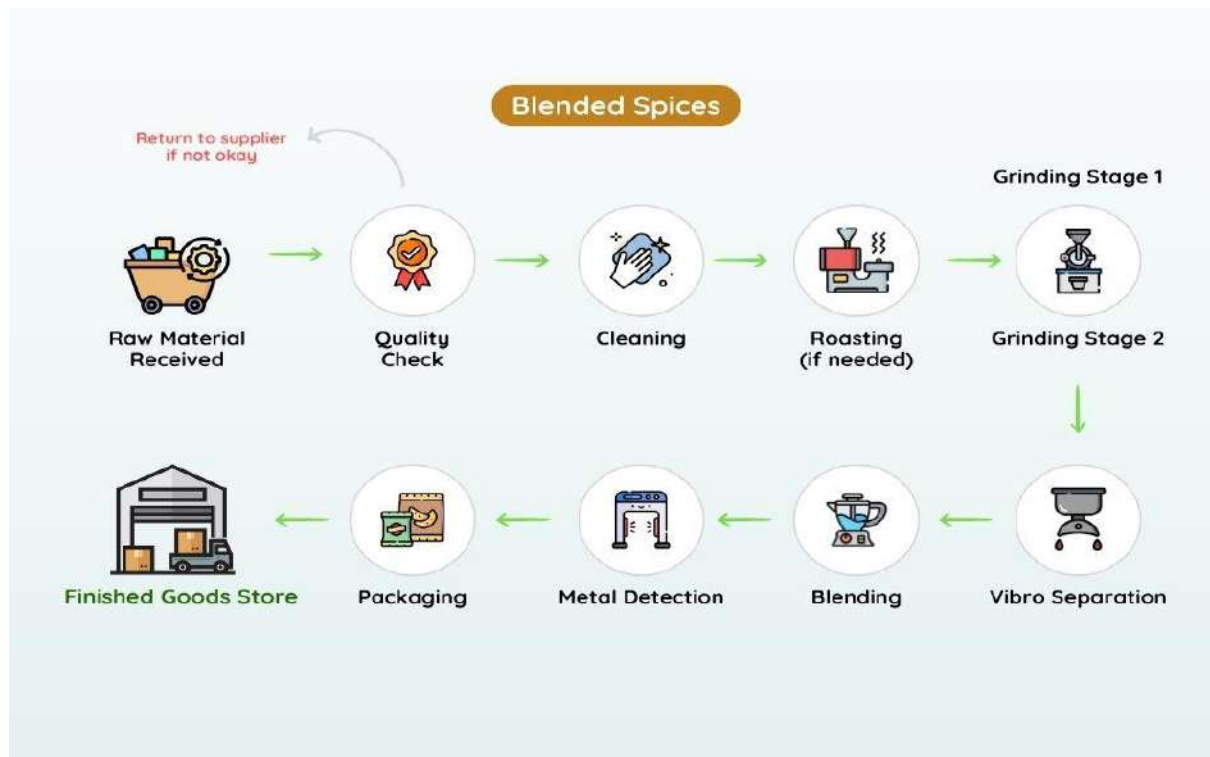 Blended Spices
Return to supplier
if not okay
Grinding Stage 1
Raw Material
Received
Quality
Check
Cleaning
Roasting
(if needed)
Grinding Stage 2
Finished Goods Store
Packaging
Metal Detection
Blending
Vibro Separation